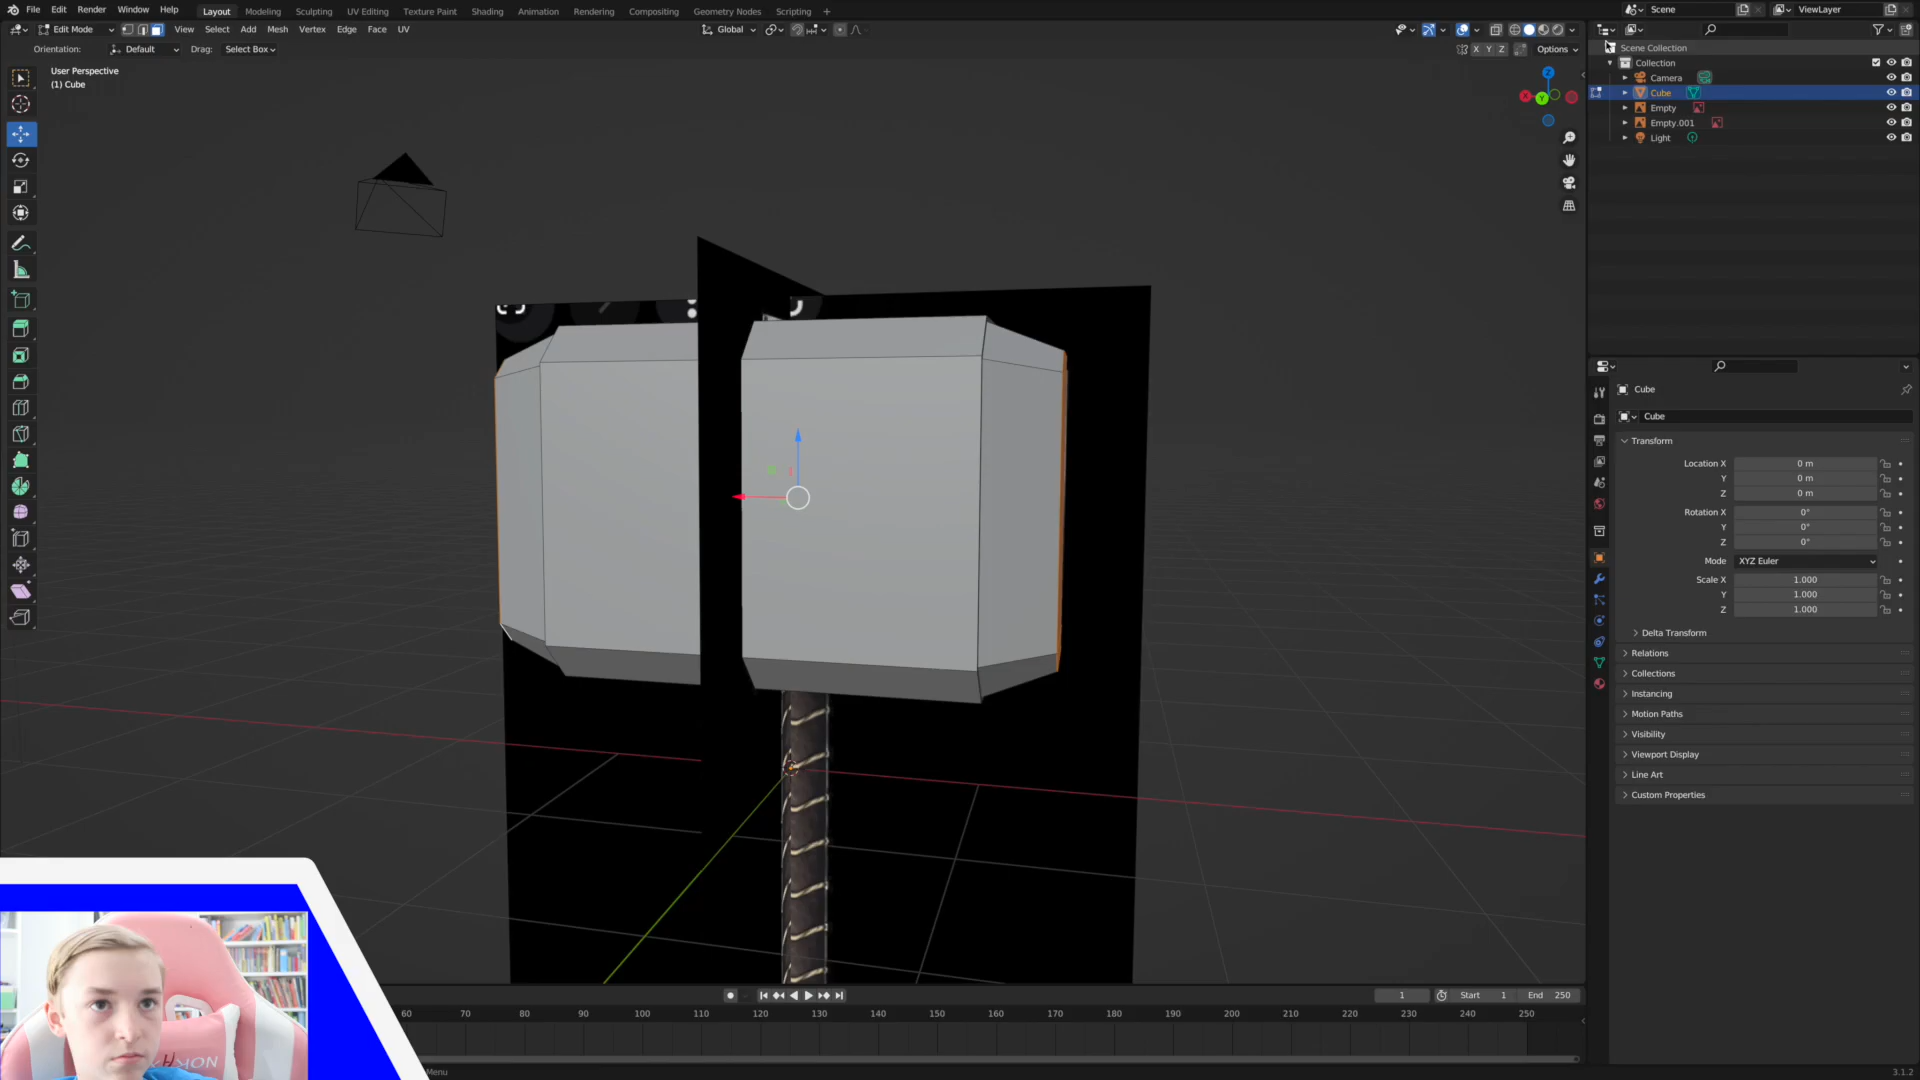 File Edit Render Window Help Layout Modeling Sculpting UV Editing Texture Paint Shading Animation Rendering Compositing Geometry Nodes Scripting + Scene ViewLayer
Edit Mode View Select Add Mesh Vertex Edge Face UV Global
Orientation: Default Drag: Select Box X Y Z Options
User Perspective
(1) Cube
Z
X
Y
Scene Collection
Collection
Camera
Cube
Empty
Empty.001
Light
Cube
Cube
Transform
Location X 0 m
Y 0 m
Z 0 m
Rotation X 0°
Y 0°
Z 0°
Mode XYZ Euler
Scale X 1.000
Y 1.000
Z 1.000
Delta Transform
Relations
Collections
Instancing
Motion Paths
Visibility
Viewport Display
Line Art
Custom Properties
1 Start 1 End 250
60 70 80 90 100 110 120 130 140 150 160 170 180 190 200 210 220 230 240 250
Menu
3.1.2